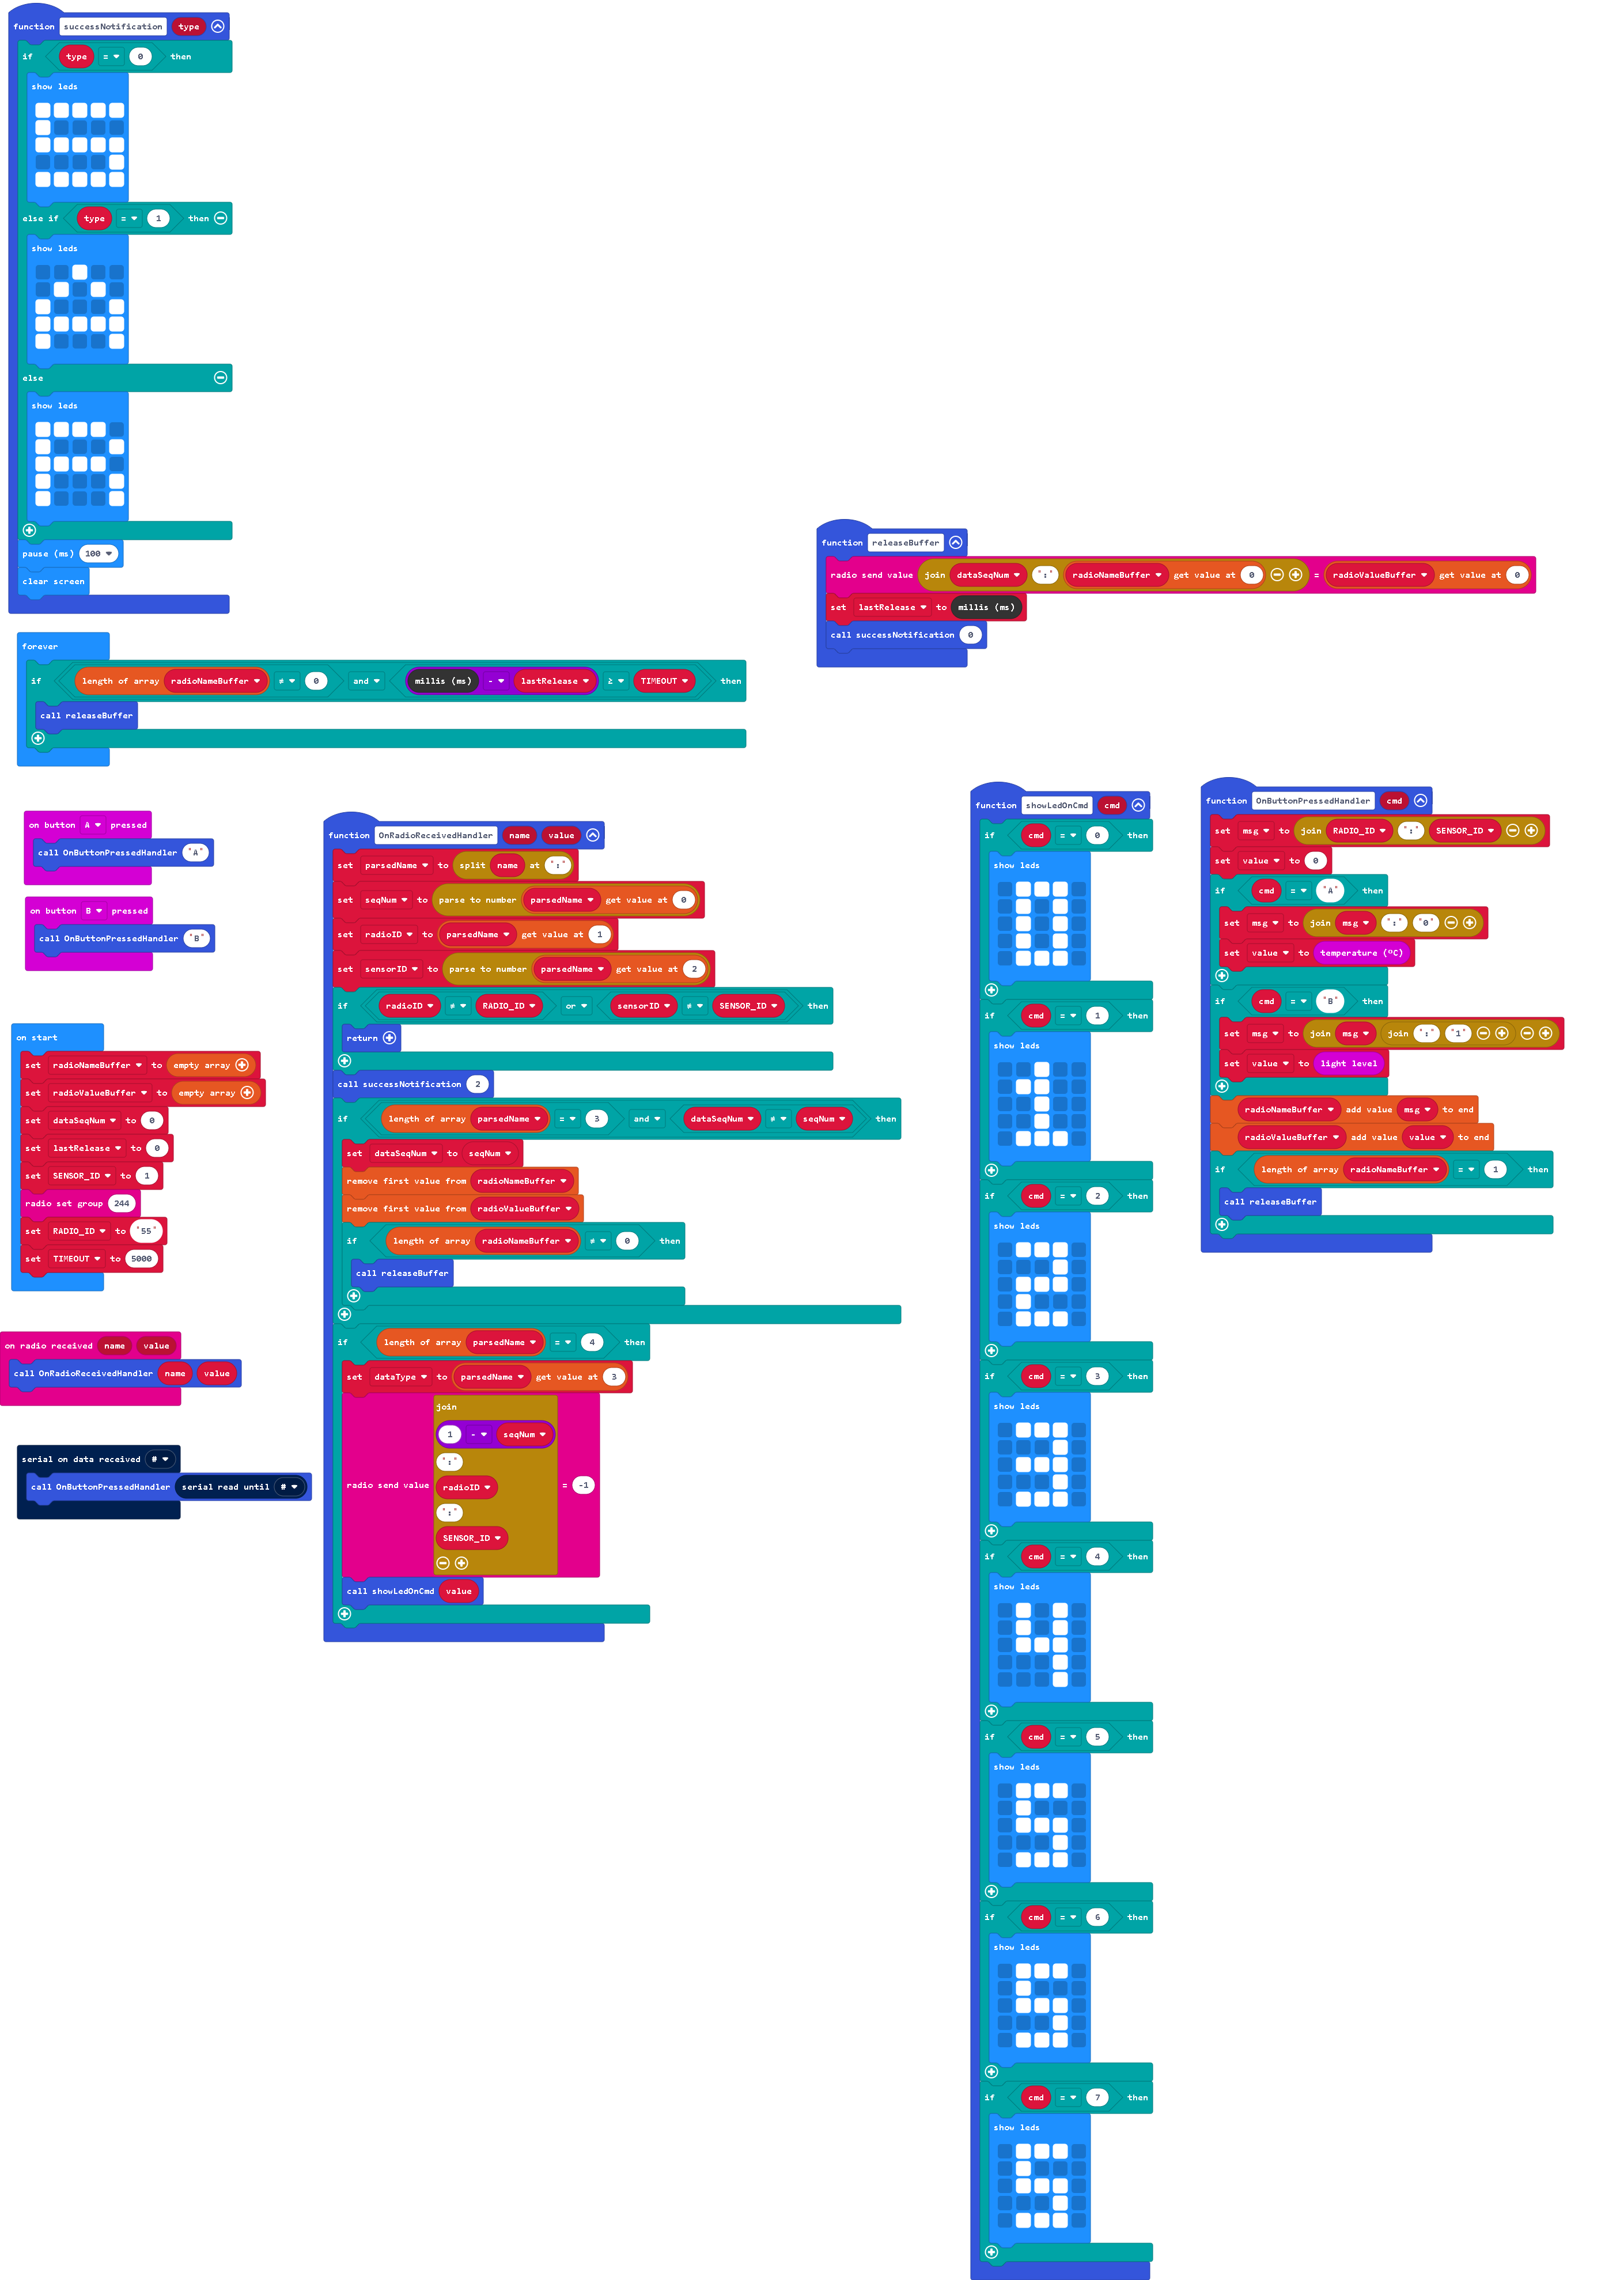 function successNotification type
if type = 0 then
show leds
else if type = 1 then
show leds
else
show leds
pause (ms) 100
clear screen
function releaseBuffer
radio send value join dataSeqNum ":" radioNameBuffer get value at 0 = radioValueBuffer get value at 0
set lastRelease to millis (ms)
call successNotification 0
forever
if length of array radioNameBuffer ≠ 0 and millis (ms) - lastRelease ≥ TIMEOUT then
call releaseBuffer
on button A pressed
call OnButtonPressedHandler "A"
on button B pressed
call OnButtonPressedHandler "B"
on start
set radioNameBuffer to empty array
set radioValueBuffer to empty array
set dataSeqNum to 0
set lastRelease to 0
set SENSOR_ID to 1
radio set group 244
set RADIO_ID to "55"
set TIMEOUT to 5000
on radio received name value
call OnRadioReceivedHandler name value
serial on data received #
call OnButtonPressedHandler serial read until #
function OnRadioReceivedHandler name value
set parsedName to split name at ":"
set seqNum to parse to number parsedName get value at 0
set radioID to parsedName get value at 1
set sensorID to parse to number parsedName get value at 2
if radioID ≠ RADIO_ID or sensorID ≠ SENSOR_ID then
return
call successNotification 2
if length of array parsedName = 3 and dataSeqNum ≠ seqNum then
set dataSeqNum to seqNum
remove first value from radioNameBuffer
remove first value from radioValueBuffer
if length of array radioNameBuffer ≠ 0 then
call releaseBuffer
if length of array parsedName = 4 then
set dataType to parsedName get value at 3
join
1 - seqNum
":"
radioID
radio send value ":" = -1
SENSOR_ID
call showLedOnCmd value
function showLedOnCmd cmd
if cmd = 0 then
show leds
if cmd = 1 then
show leds
if cmd = 2 then
show leds
if cmd = 3 then
show leds
if cmd = 4 then
show leds
if cmd = 5 then
show leds
if cmd = 6 then
show leds
if cmd = 7 then
show leds
function OnButtonPressedHandler cmd
set msg to join RADIO_ID ":" SENSOR_ID
set value to 0
if cmd = "A" then
set msg to join msg ":" "0"
set value to temperature (°C)
if cmd = "B" then
set msg to join msg join ":" "1"
set value to light level
radioNameBuffer add value msg to end
radioValueBuffer add value value to end
if length of array radioNameBuffer = 1 then
call releaseBuffer